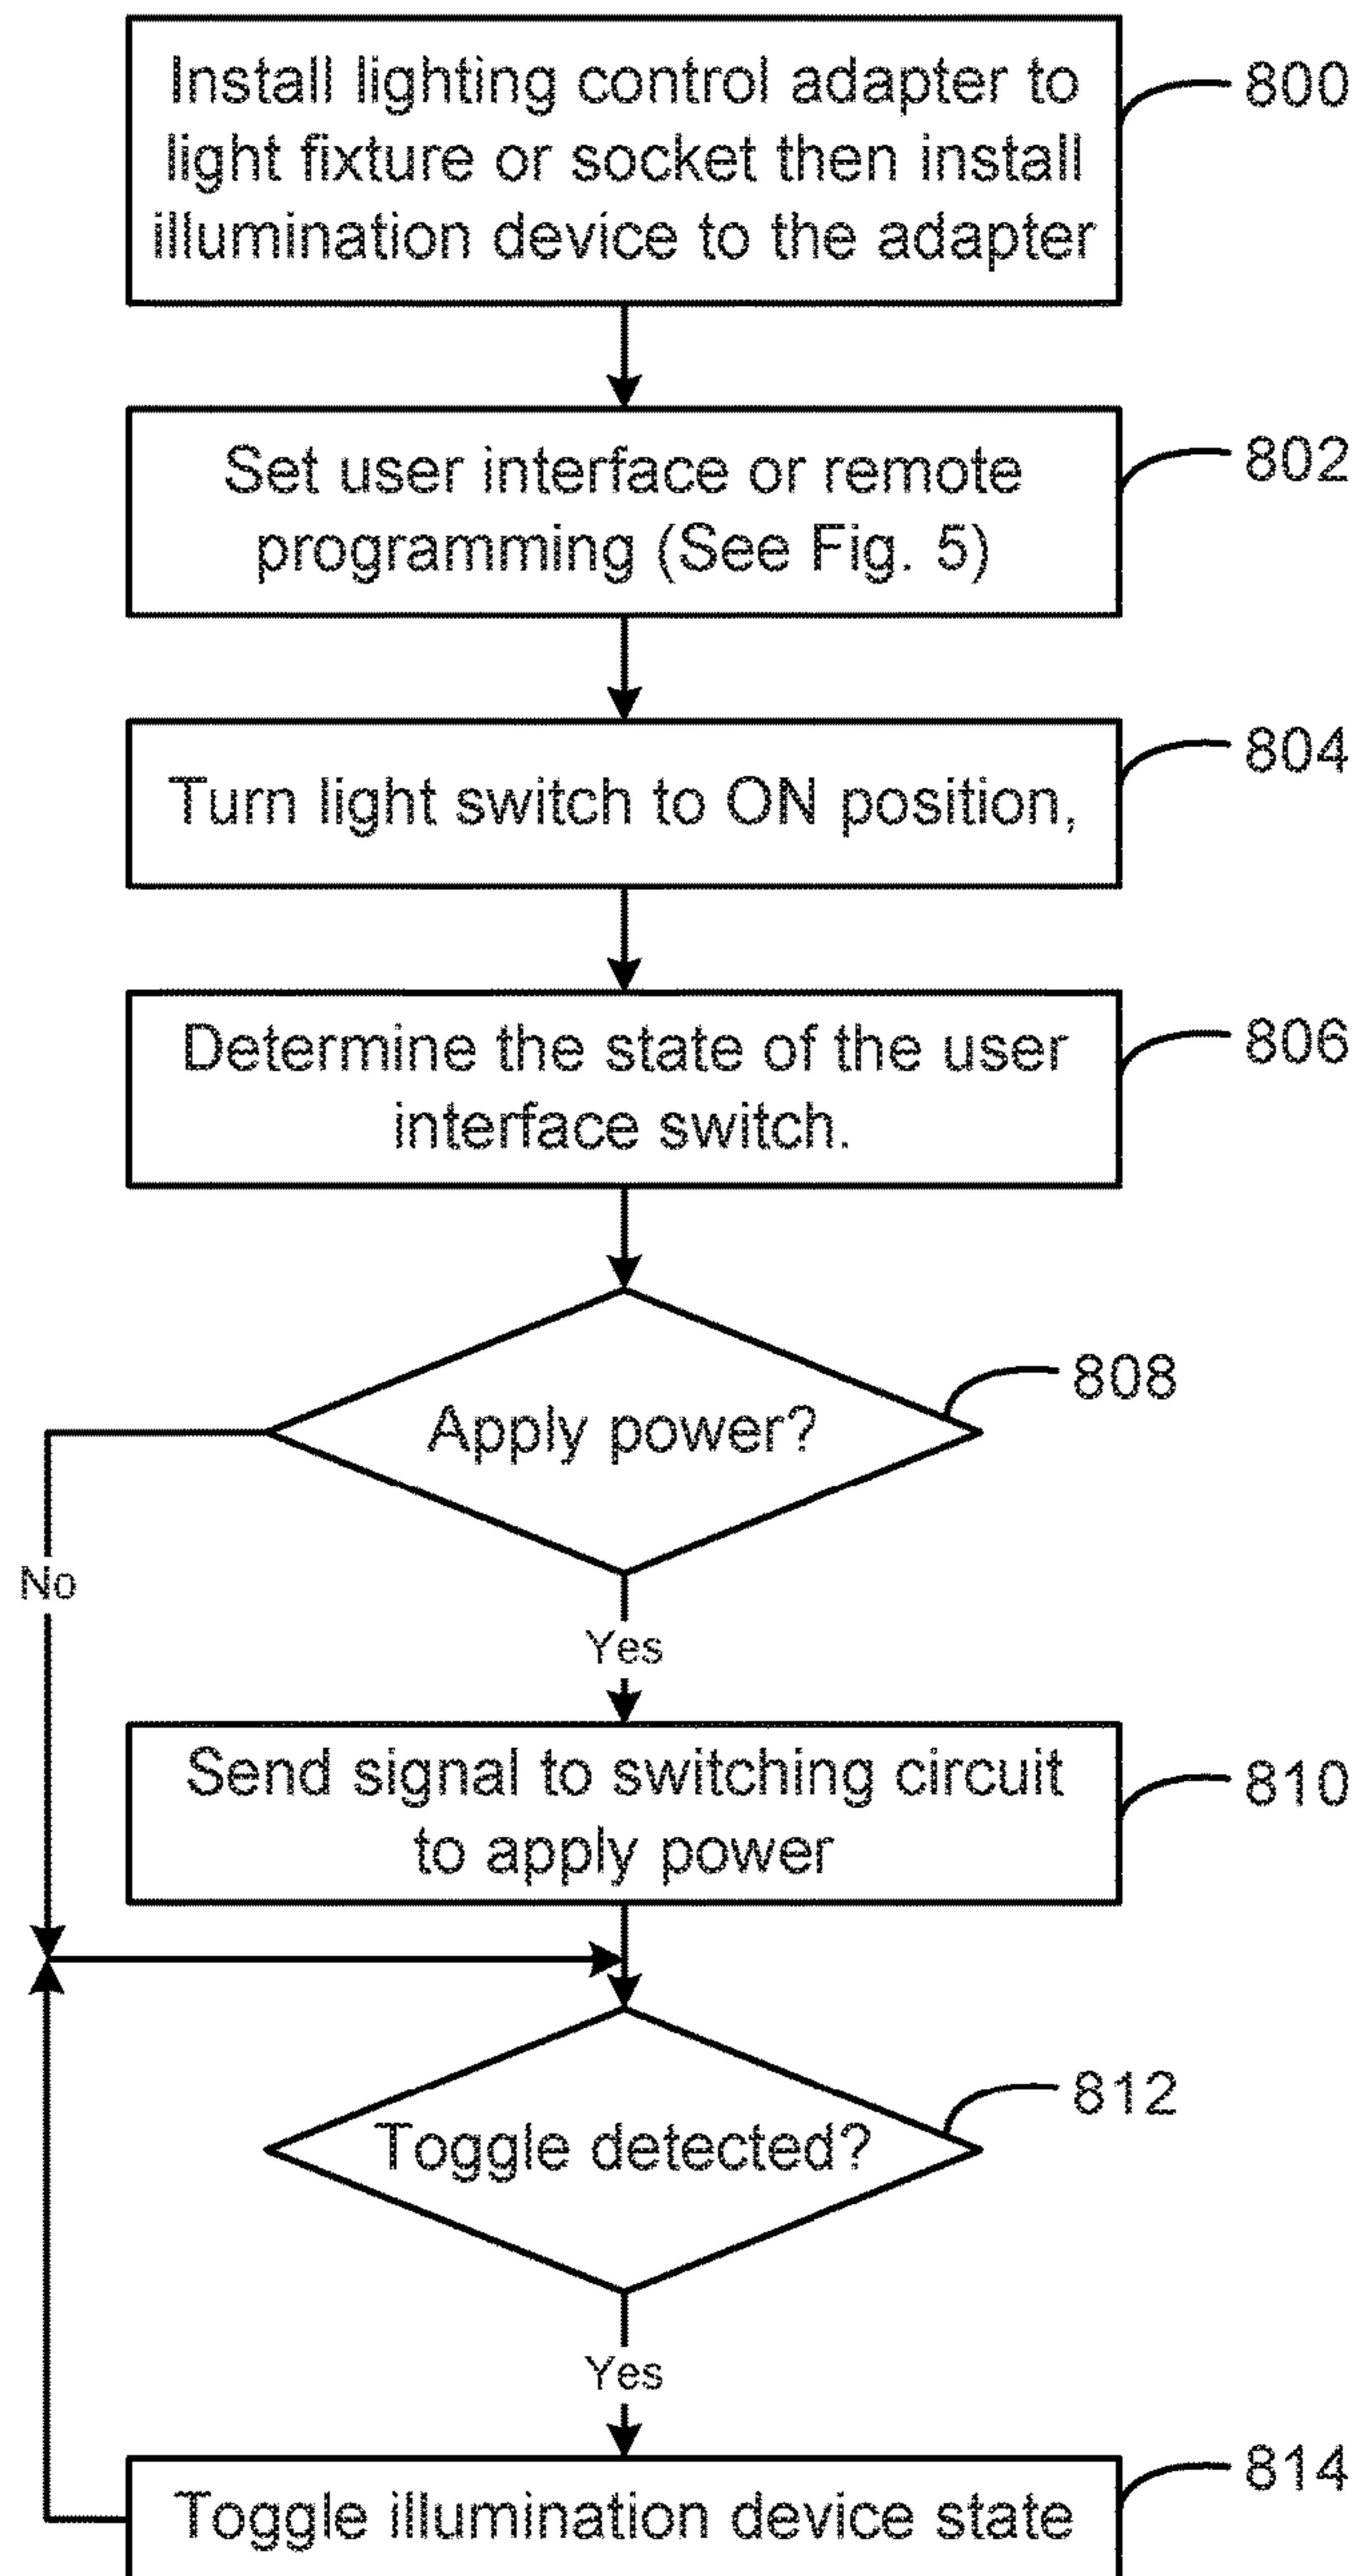 Install lighting control adapter to
light fixture or socket then install
illumination device to the adapter
800
Set user interface or remote
programming (See Fig. 5)
802
Turn light switch to ON position,
804
Determine the state of the user
interface switch.
806
Apply power?
808
No
Yes
Send signal to switching circuit
to apply power
810
Toggle detected?
812
Yes
Toggle illumination device state
814